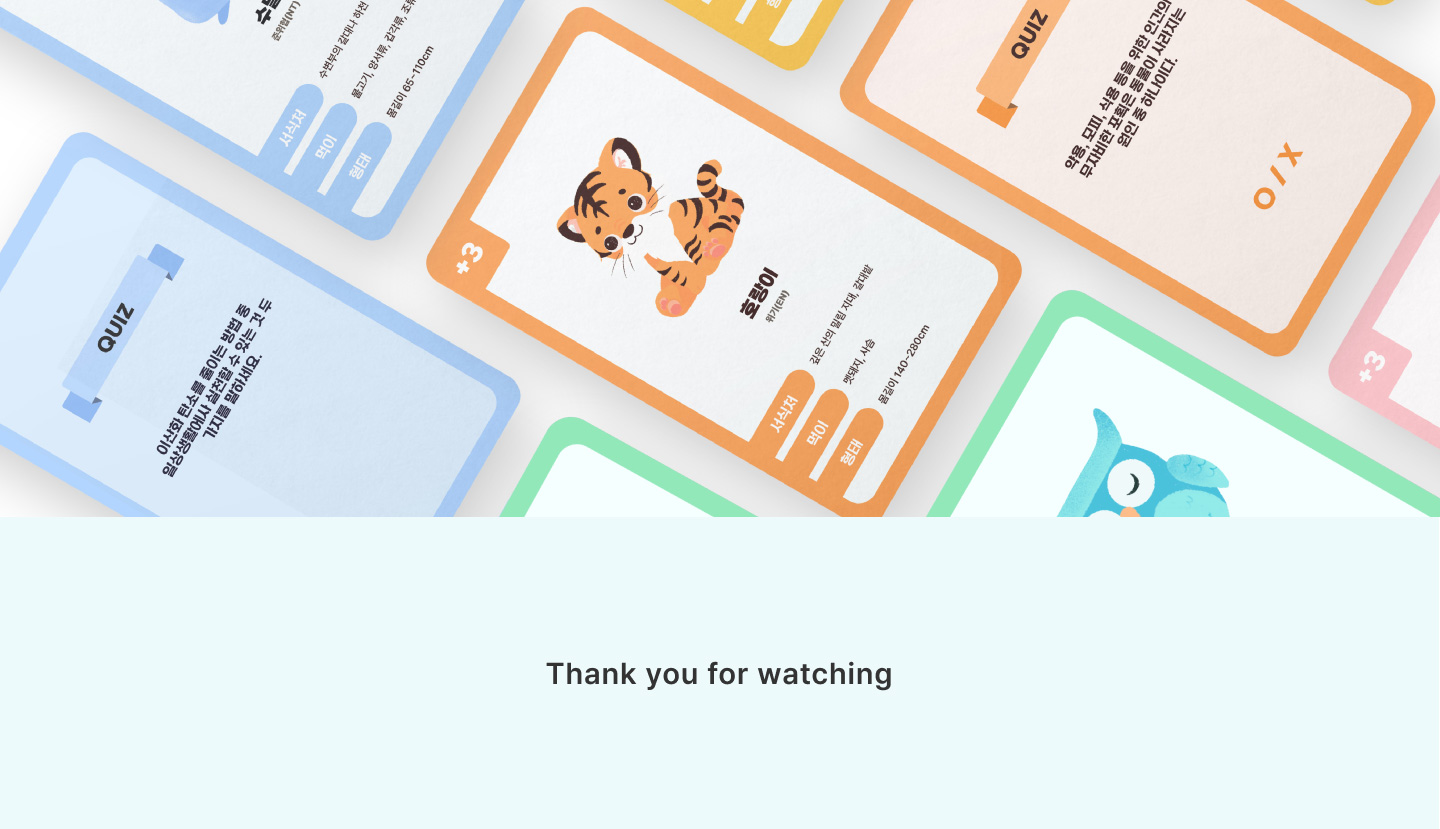 준위협(NT)
서식처
수변부의 갈대나 하천
먹이
물고기, 양서류, 갑각류, 조류
형태
몸길이 65~110cm
QUIZ
이산화 탄소를 줄이는 방법 중
일상생활에서 실천할 수 있는 것 두
가지를 말하세요.
+3
호랑이
위기(EN)
서식처
깊은 산의 밀림 지대, 갈대밭
먹이
멧돼지, 사슴
형태
몸길이 140~280cm
QUIZ
약용, 모피, 식용 등을 위한 인간의
무자비한 포획은 동물이 사라지는
원인 중 하나이다.
O / X
+3
Thank you for watching